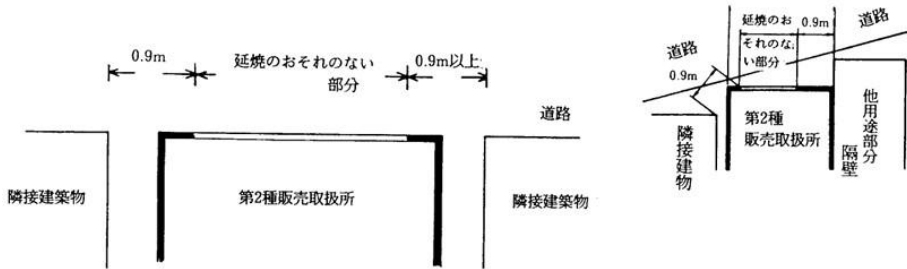 0.9m
延焼のおそれのない
部分
0.9m以上
道路
隣接建築物
第2種販売取扱所
隣接建築物
延焼のお
それのな
い部分
0.9m
道路
道路
0.9m
第2種
販売取扱所
隣接建物
隔壁
他用途部分